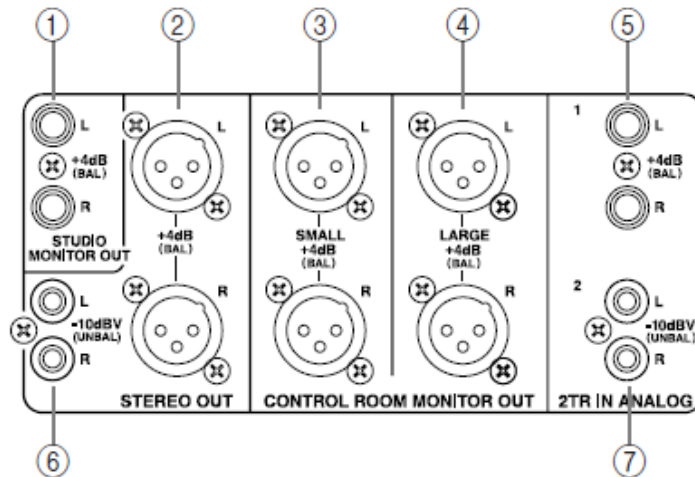 ① ② ③ ④ ⑤
L L L L 1 L
+4dB
(BAL)
R
STUDIO
MONITOR OUT
+4dB
(BAL)
SMALL
+4dB
(BAL)
LARGE
+4dB
(BAL)
+4dB
(BAL)
R
L
-10dBV
(UNBAL)
R
R R R
2 L
-10dBV
(UNBAL)
R
STEREO OUT
CONTROL ROOM MONITOR OUT
2TR IN ANALOG
⑥ ⑦